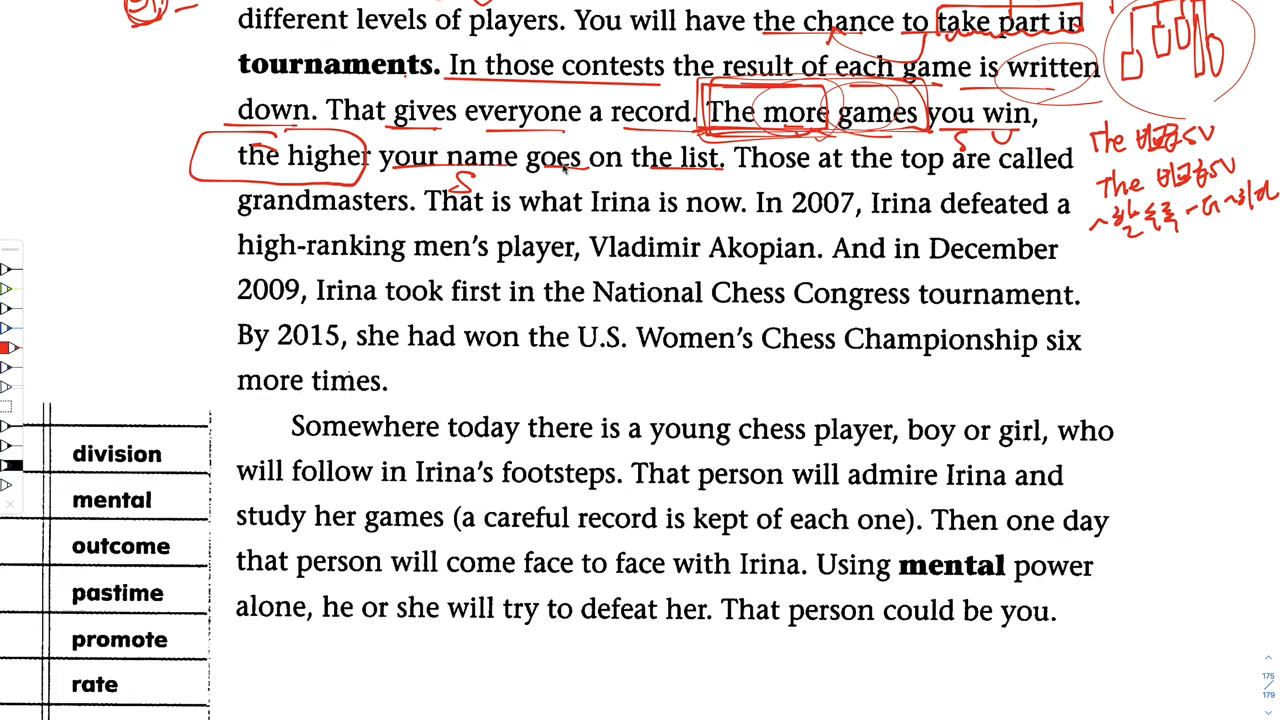 different levels of players. You will have the chance to take part in
tournaments. In those contests the result of each game is written
down. That gives everyone a record. The more games you win,
S V
the higher your name goes on the list. Those at the top are called
S
grandmasters. That is what Irina is now. In 2007, Irina defeated a
high-ranking men's player, Vladimir Akopian. And in December
2009, Irina took first in the National Chess Congress tournament.
By 2015, she had won the U.S. Women's Chess Championship six
more times.
Somewhere today there is a young chess player, boy or girl, who
will follow in Irina's footsteps. That person will admire Irina and
study her games (a careful record is kept of each one). Then one day
that person will come face to face with Irina. Using mental power
alone, he or she will try to defeat her. That person could be you.
The 비교급 SV
The 비교급 SV
~할수록
division
mental
outcome
pastime
promote
rate
175
179